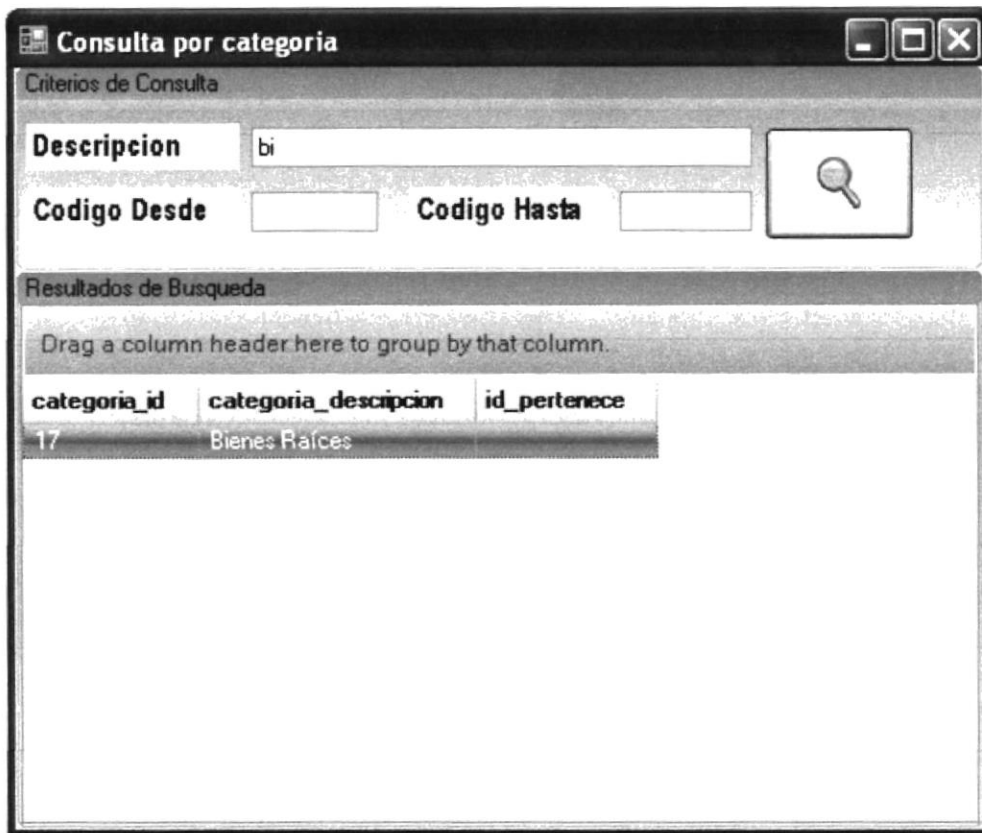 Consulta por categoria
Criterios de Consulta
Descripcion bi
Codigo Desde Codigo Hasta
Resultados de Busqueda
Drag a column header here to group by that column.
categoria_id categoria_descripcion id_pertenece
17 Bienes Raíces